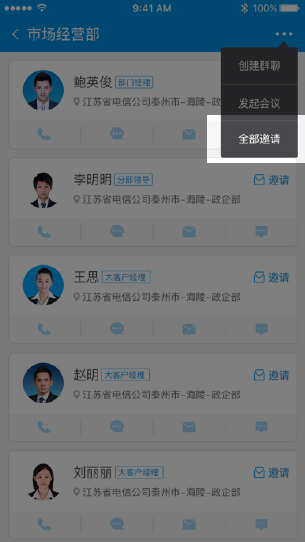 9:41 AM 100%
市场经营部
创建群聊
发起会议
全部邀请
鲍英俊 部门经理
江苏省电信公司泰州市-海陵-政
李明明 分部领导 邀请
江苏省电信公司泰州市-海陵-政企部
王思 大客户经理 邀请
江苏省电信公司泰州市-海陵-政企部
赵明 大客户经理 邀请
江苏省电信公司泰州市-海陵-政企部
刘丽丽 大客户经理 邀请
江苏省电信公司泰州市-海陵-政企部